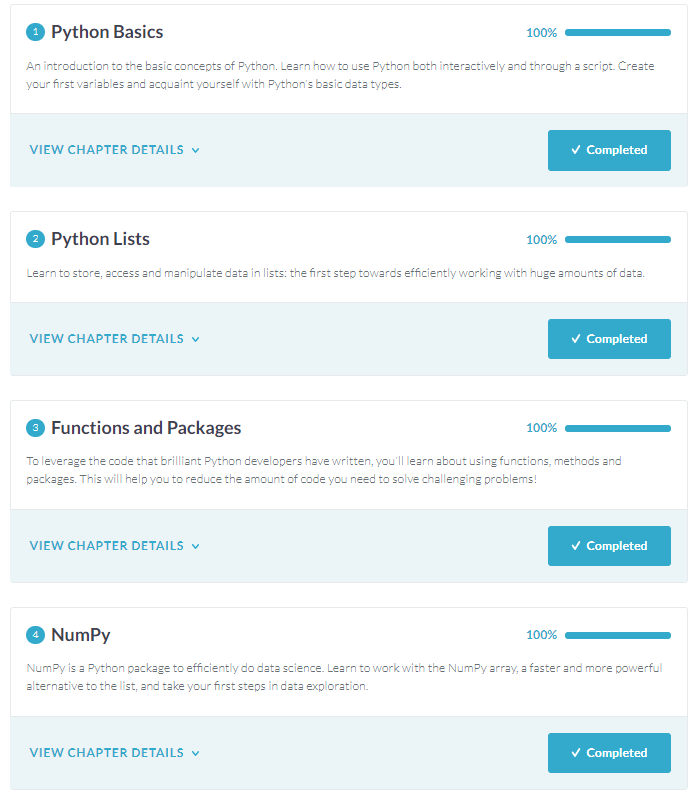 1 Python Basics 100%
An introduction to the basic concepts of Python. Learn how to use Python both interactively and through a script. Create
your first variables and acquaint yourself with Python's basic data types.
VIEW CHAPTER DETAILS ✓ Completed
2 Python Lists 100%
Learn to store, access and manipulate data in lists: the first step towards efficiently working with huge amounts of data.
VIEW CHAPTER DETAILS ✓ Completed
3 Functions and Packages 100%
To leverage the code that brilliant Python developers have written, you'll learn about using functions, methods and
packages. This will help you to reduce the amount of code you need to solve challenging problems!
VIEW CHAPTER DETAILS ✓ Completed
4 NumPy 100%
NumPy is a Python package to efficiently do data science. Learn to work with the NumPy array, a faster and more powerful
alternative to the list, and take your first steps in data exploration.
VIEW CHAPTER DETAILS ✓ Completed